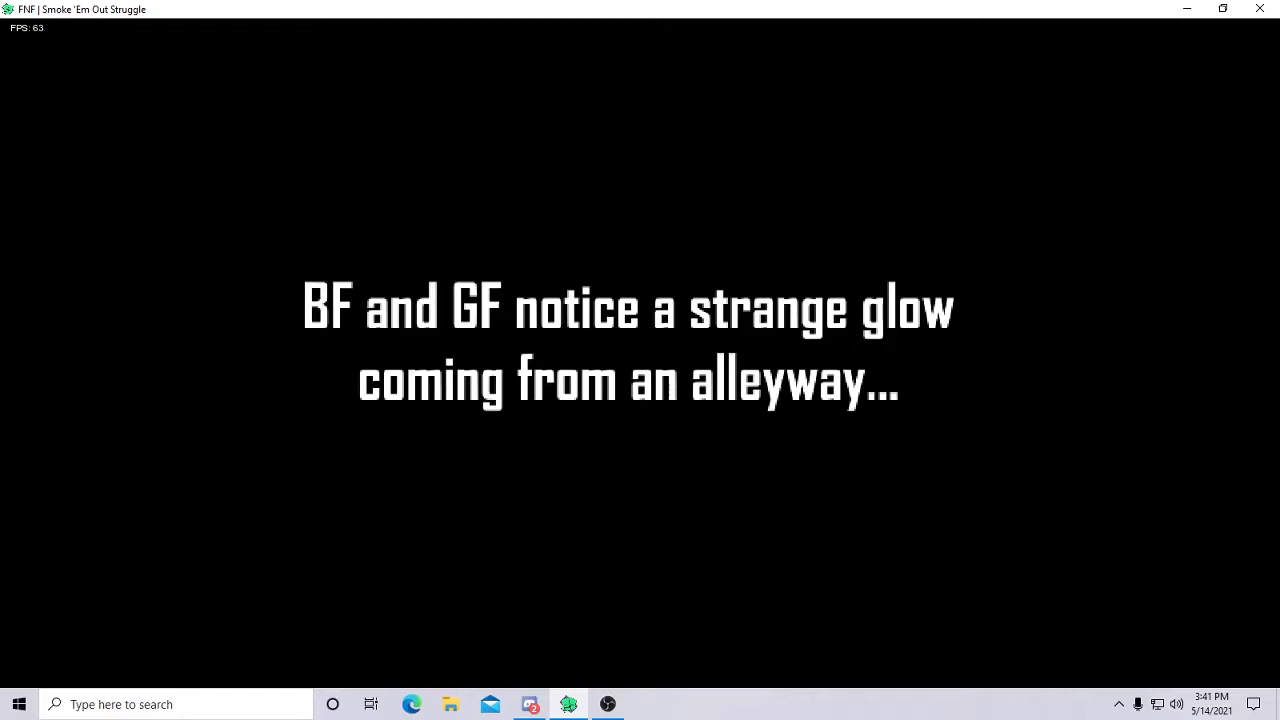 FNF | Smoke 'Em Out Struggle
FPS: 63
BF and GF notice a strange glow
coming from an alleyway...
Type here to search
2
3:41 PM
5/14/2021